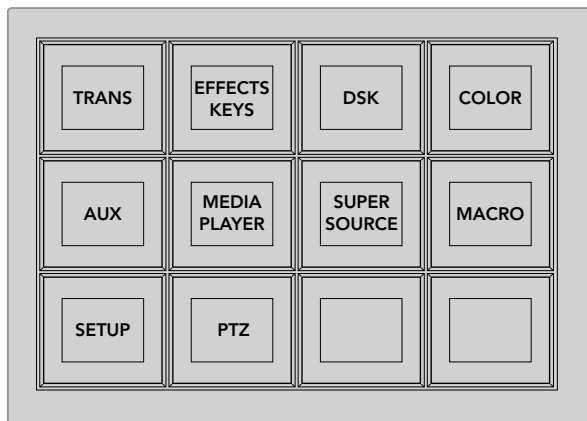 TRANS
EFFECTS
KEYS
DSK
COLOR
AUX
MEDIA
PLAYER
SUPER
SOURCE
MACRO
SETUP
PTZ